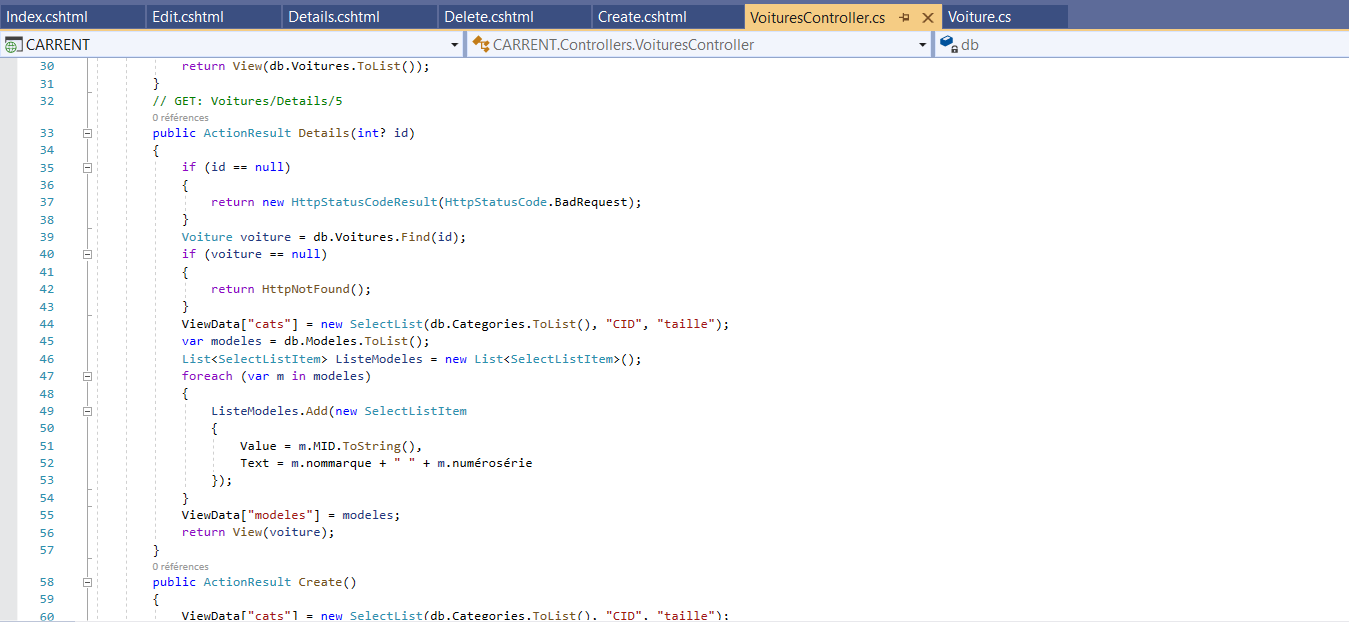 Index.cshtml Edit.cshtml Details.cshtml Delete.cshtml Create.cshtml VoituresController.cs Voiture.cs
CARRENT CARRENT.Controllers.VoituresController db
30 return View(db.Voitures.ToList());
31 }
32 // GET: Voitures/Details/5
0 références
33 public ActionResult Details(int? id)
34 {
35 if (id == null)
36 {
37 return new HttpStatusCodeResult(HttpStatusCode.BadRequest);
38 }
39 Voiture voiture = db.Voitures.Find(id);
40 if (voiture == null)
41 {
42 return HttpNotFound();
43 }
44 ViewData["cats"] = new SelectList(db.Categories.ToList(), "CID", "taille");
45 var modeles = db.Modeles.ToList();
46 List<SelectListItem> ListeModeles = new List<SelectListItem>();
47 foreach (var m in modeles)
48 {
49 ListeModeles.Add(new SelectListItem
50 {
51 Value = m.MID.ToString(),
52 Text = m.nommarque + " " + m.numérosérie
53 });
54 }
55 ViewData["modeles"] = modeles;
56 return View(voiture);
57 }
0 références
58 public ActionResult Create()
59 {
60 ViewData["cats"] = new SelectList(db.Categories.ToList(), "CID", "taille");